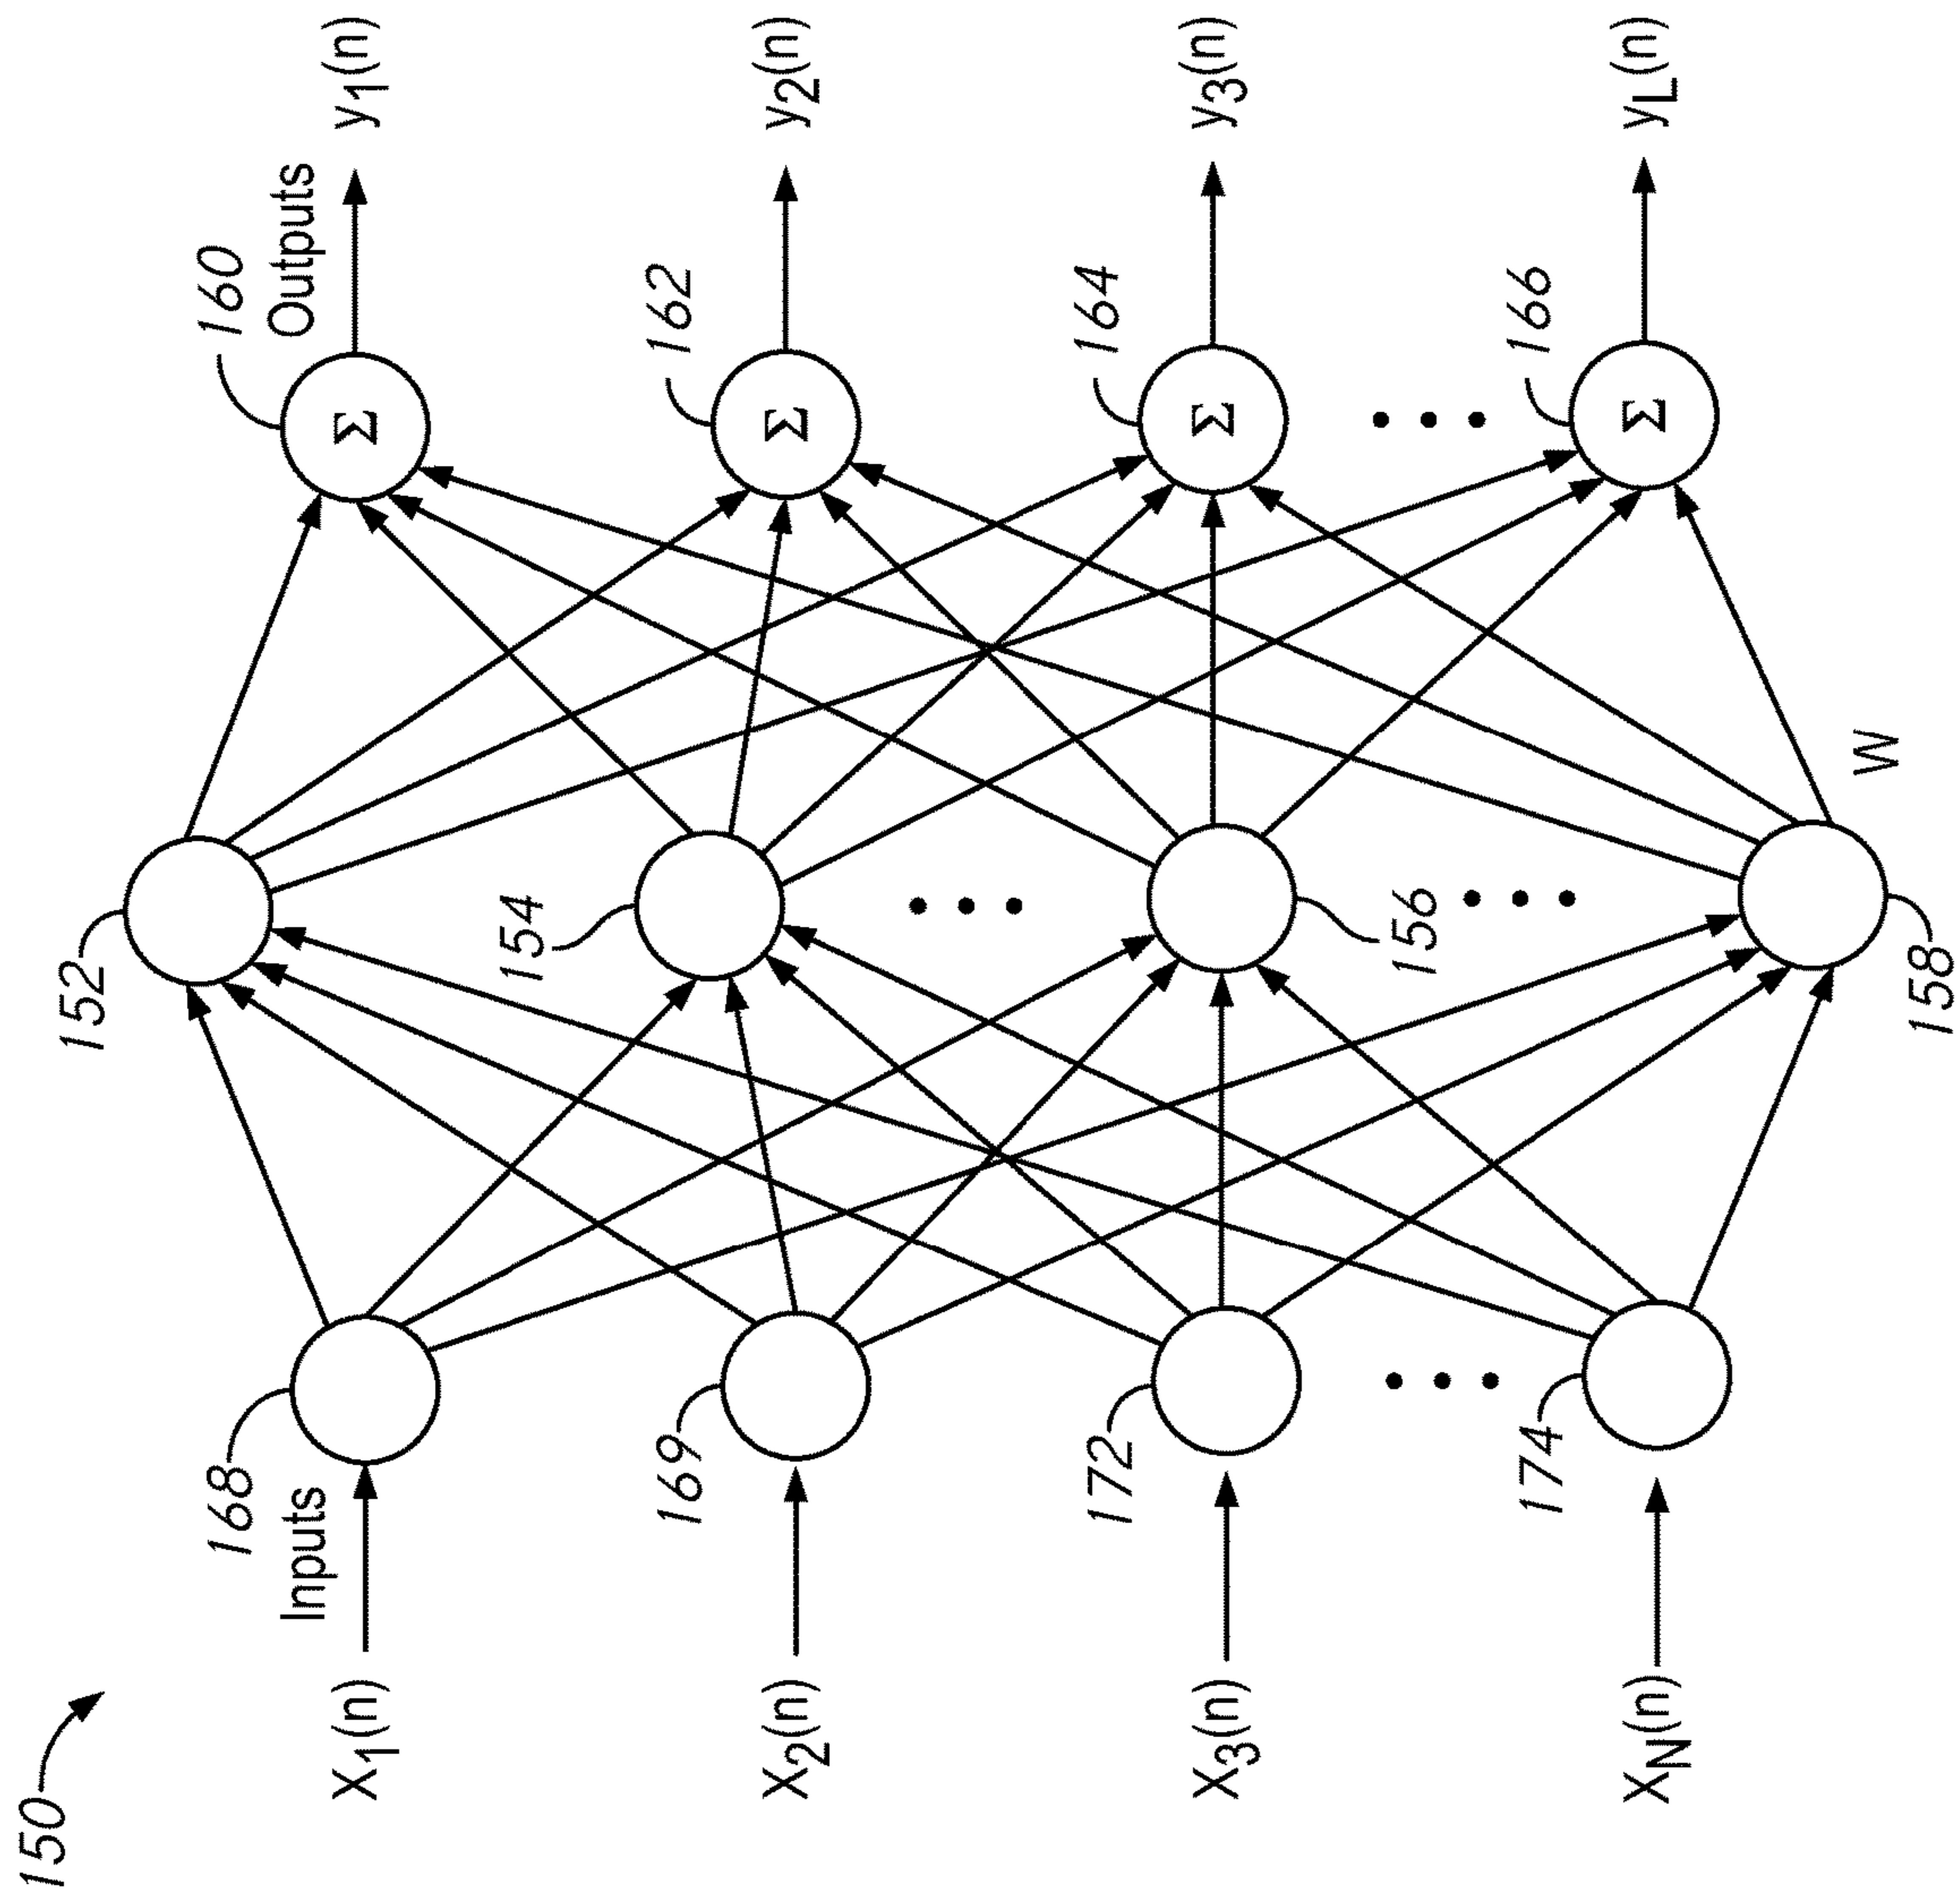 150
Inputs
Outputs
x1(n)
x2(n)
x3(n)
xN(n)
168
169
172
174
152
154
156
158
W
160
162
164
166
Σ
Σ
Σ
Σ
y1(n)
y2(n)
y3(n)
yL(n)